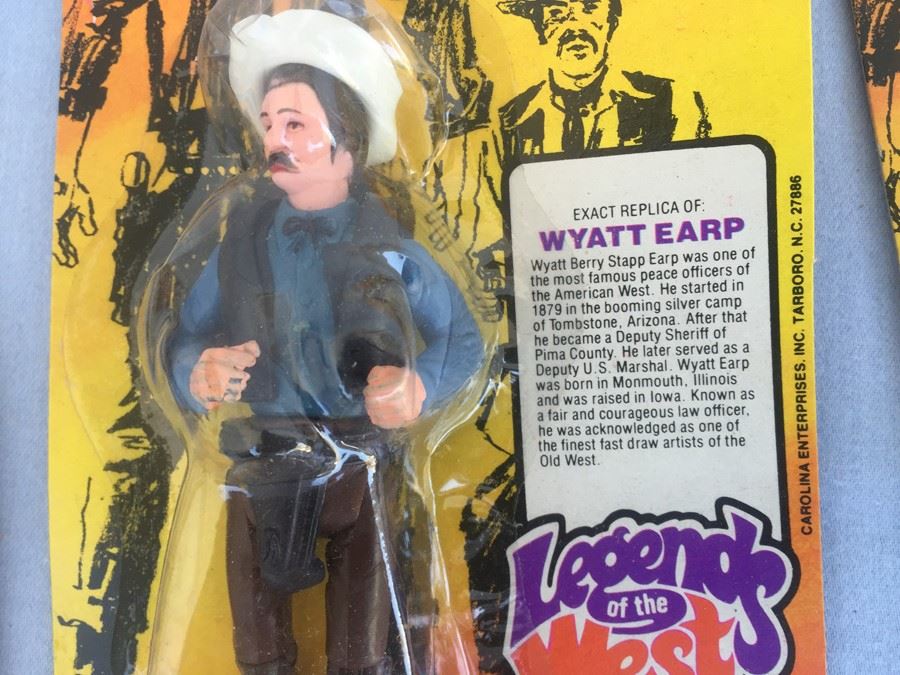 EXACT REPLICA OF:
WYATT EARP
Wyatt Berry Stapp Earp was one of
the most famous peace officers of
the American West. He started in
1879 in the booming silver camp
of Tombstone, Arizona. After that
he became a Deputy Sheriff of
Pima County. He later served as a
Deputy U.S. Marshal. Wyatt Earp
was born in Monmouth, Illinois
and was raised in Iowa. Known as
a fair and courageous law officer,
he was acknowledged as one of
the finest fast draw artists of the
Old West.
Legends
of the
West
CAROLINA ENTERPRISES, INC. TARBORO, N.C. 27886